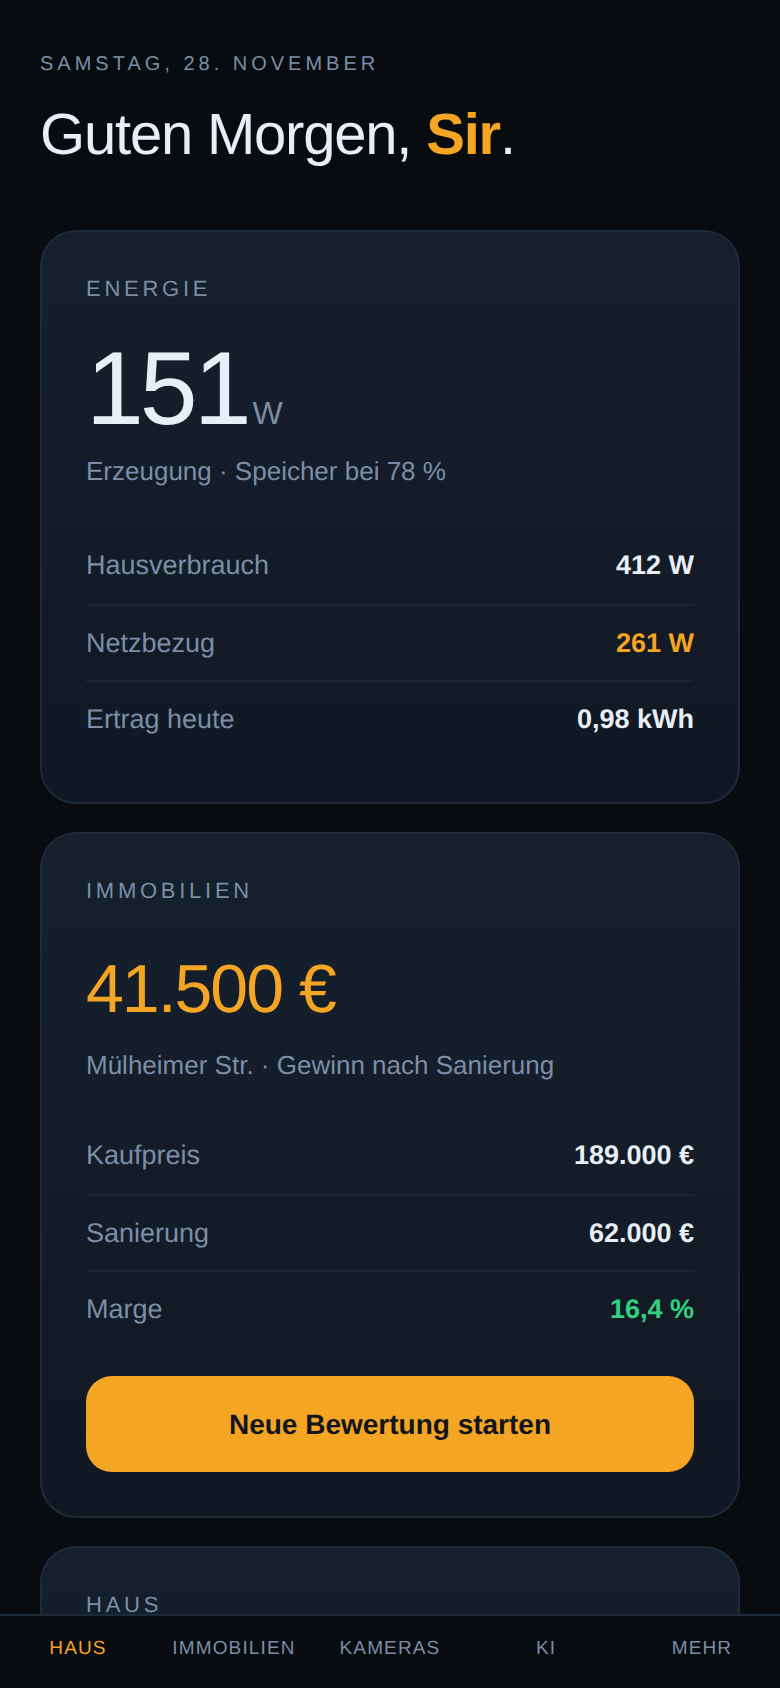 SAMSTAG, 28. NOVEMBER
Guten Morgen, Sir.
ENERGIE
151 W
Erzeugung · Speicher bei 78 %
Hausverbrauch 412 W
Netzbezug 261 W
Ertrag heute 0,98 kWh
IMMOBILIEN
41.500 €
Mülheimer Str. · Gewinn nach Sanierung
Kaufpreis 189.000 €
Sanierung 62.000 €
Marge 16,4 %
Neue Bewertung starten
HAUS
HAUS IMMOBILIEN KAMERAS KI MEHR